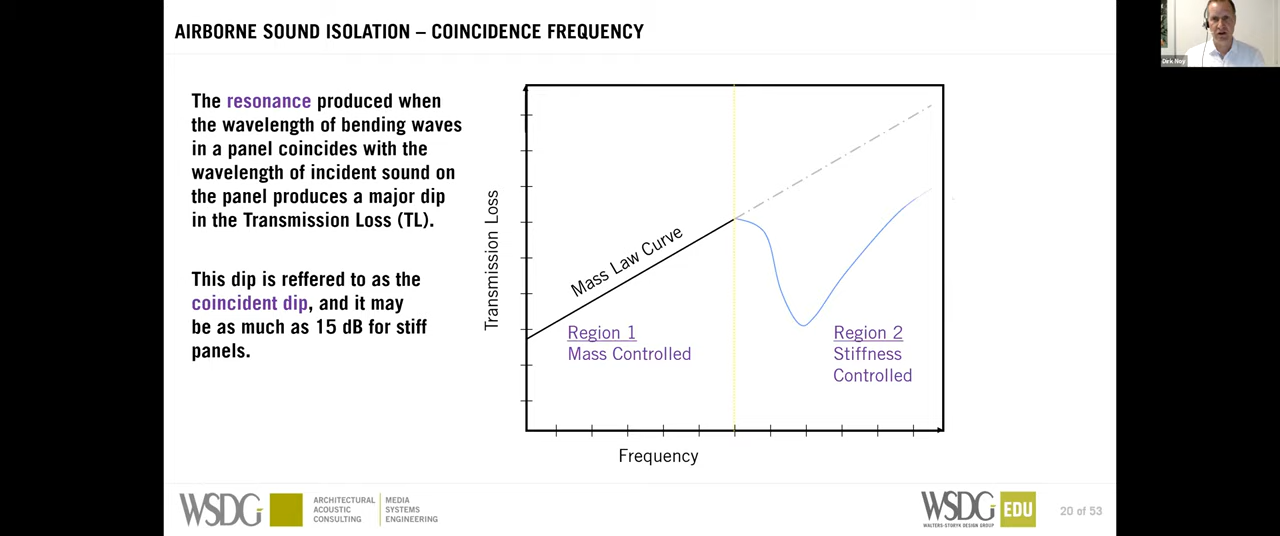 AIRBORNE SOUND ISOLATION – COINCIDENCE FREQUENCY
Dirk Noy
The resonance produced when
the wavelength of bending waves
in a panel coincides with the
wavelength of incident sound on
the panel produces a major dip
in the Transmission Loss (TL).
This dip is reffered to as the
coincident dip, and it may
be as much as 15 dB for stiff
panels.
Transmission Loss
Mass Law Curve
Region 1
Mass Controlled
Region 2
Stiffness
Controlled
Frequency
WSDG
ARCHITECTURAL
ACOUSTIC
CONSULTING
MEDIA
SYSTEMS
ENGINEERING
WSDG
WALTERS-STORYK DESIGN GROUP
EDU
20 of 53